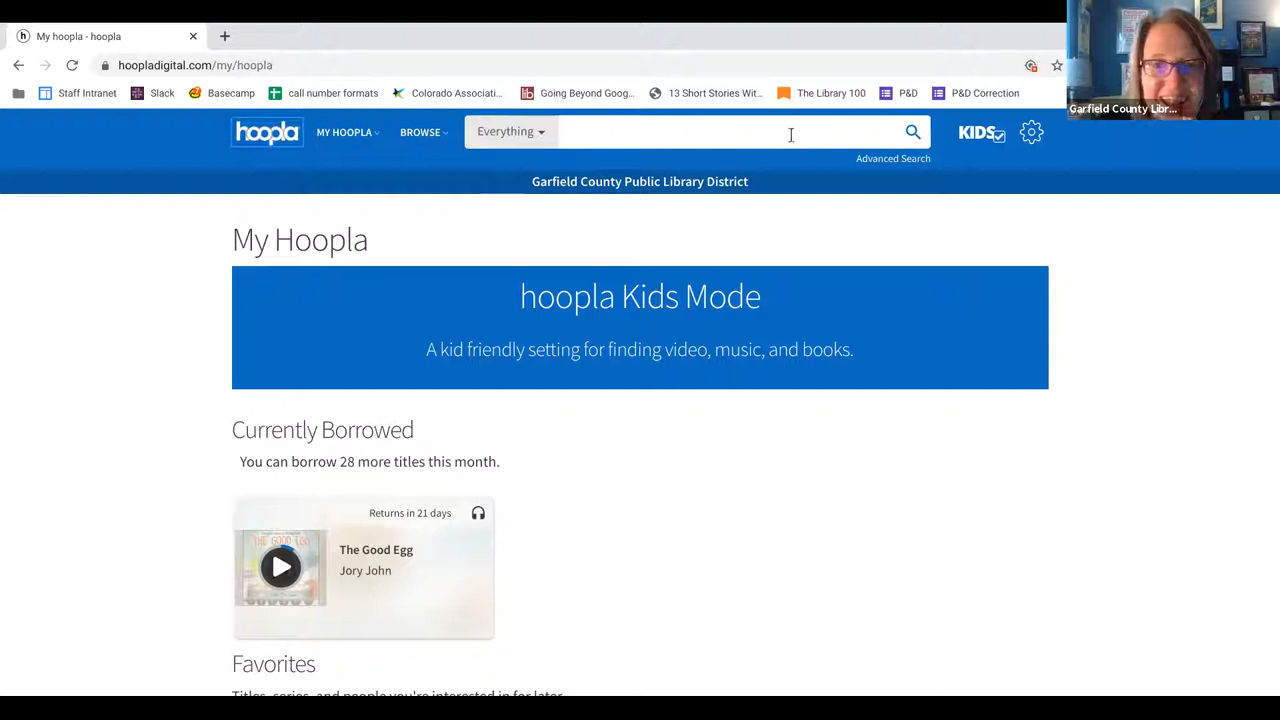 My hoopla - hoopla
hoopladigital.com/my/hoopla
Staff Intranet Slack Basecamp call number formats Colorado Associati... Going Beyond Goog... 13 Short Stories Wit... The Library 100 P&D P&D Correction
Garfield County Libr...
hoopla MY HOOPLA BROWSE Everything KIDS
Advanced Search
Garfield County Public Library District
My Hoopla
hoopla Kids Mode
A kid friendly setting for finding video, music, and books.
Currently Borrowed
You can borrow 28 more titles this month.
Returns in 21 days
THE GOOD EGG
The Good Egg
Jory John
Favorites
Titles, series, and people you're interested in for later